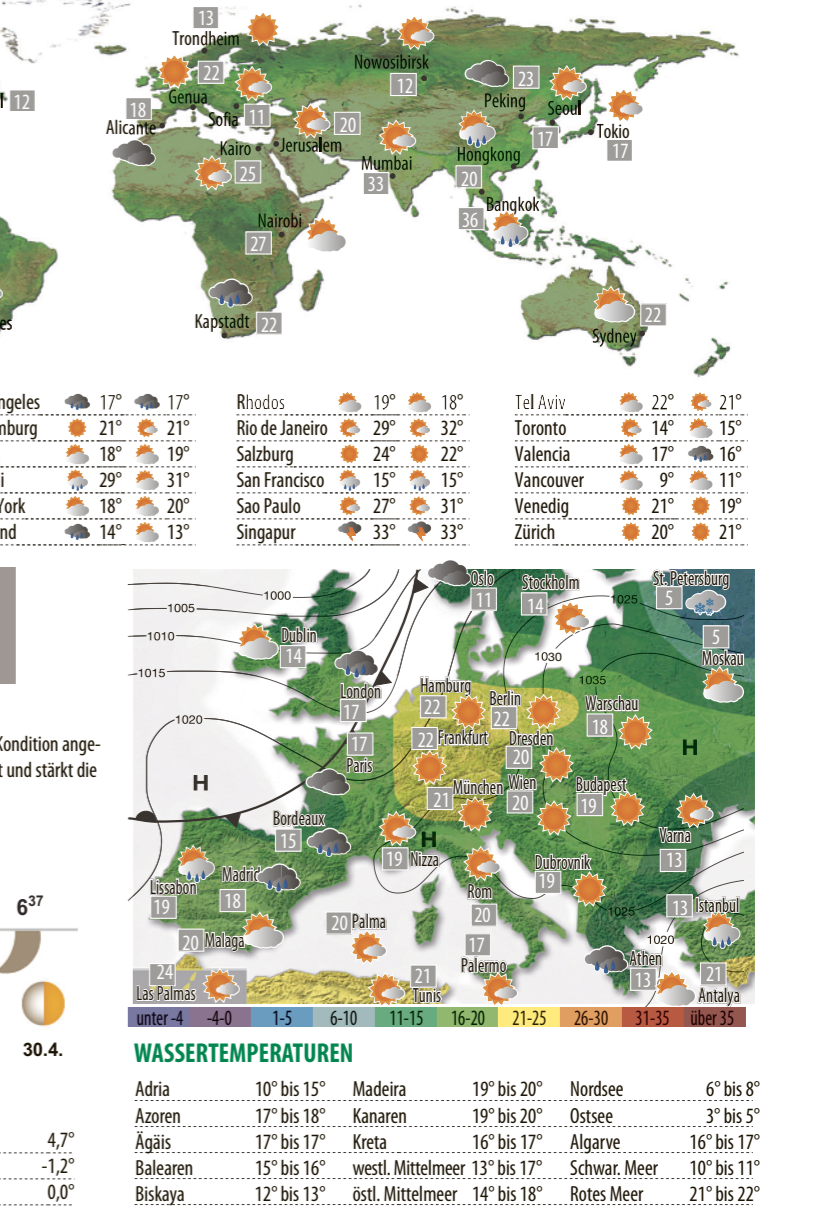 13
Trondheim
22
Genua
18
Alicante
Sofia 11
Jerusalem 20
Kairo
25
Nairobi
27
Kapstadt 22
Nowosibirsk
12
Mumbai
33
23
Peking
Seoul
17
Tokio
17
Hongkong
20
Bangkok
36
22
Sydney
12
es
ngeles 17° 17°
nburg 21° 21°
18° 19°
i 29° 31°
York 18° 20°
nd 14° 13°
Rhodos 19° 18°
Rio de Janeiro 29° 32°
Salzburg 24° 22°
San Francisco 15° 15°
Sao Paulo 27° 31°
Singapur 33° 33°
Tel Aviv 22° 21°
Toronto 14° 15°
Valencia 17° 16°
Vancouver 9° 11°
Venedig 21° 19°
Zürich 20° 21°
Kondition ange-
t und stärkt die
6³⁷
30.4.
4,7°
-1,2°
0,0°
1000
1005
1010
1015
1020
H
Oslo
11
Stockholm
14
1025
St. Petersburg
5
5
Moskau
1030
1035
Dublin
14
London
17
17
Paris
Hamburg
22
Berlin
22
Warschau
18
H
22 Frankfurt
Dresden
20
21 München
Wien
20
Budapest
19
Bordeaux
15
19 Nizza
H
Varna
13
Lissabon
19
Madrid
18
Rom
20
Dubrovnik
19
20 Malaga
20 Palma
17
Palermo
1025
1020
13 Istanbul
Athen
13
21
Antalya
24
Las Palmas
21
Tunis
unter -4 -4-0 1-5 6-10 11-15 16-20 21-25 26-30 31-35 über 35
WASSERTEMPERATUREN
Adria 10° bis 15° Madeira 19° bis 20° Nordsee 6° bis 8°
Azoren 17° bis 18° Kanaren 19° bis 20° Ostsee 3° bis 5°
Ägäis 17° bis 17° Kreta 16° bis 17° Algarve 16° bis 17°
Balearen 15° bis 16° westl. Mittelmeer 13° bis 17° Schwar. Meer 10° bis 11°
Biskaya 12° bis 13° östl. Mittelmeer 14° bis 18° Rotes Meer 21° bis 22°